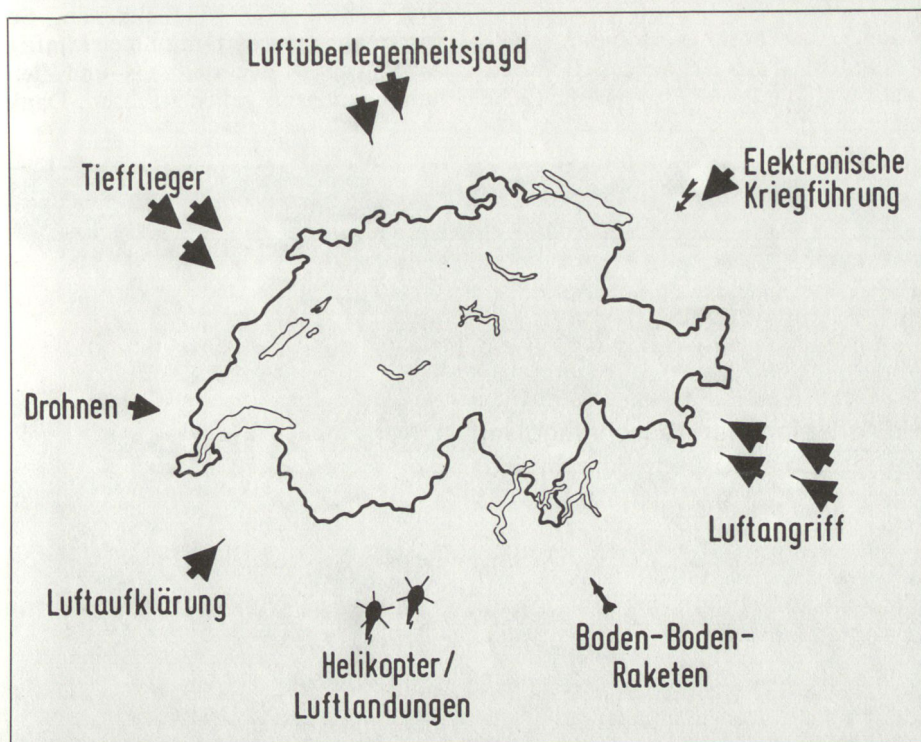 Luftüberlegenheitsjagd
Tiefflieger
Elektronische
Kriegführung
Drohnen
Luftangriff
Luftaufklärung
Helikopter/
Luftlandungen
Boden-Boden-
Raketen